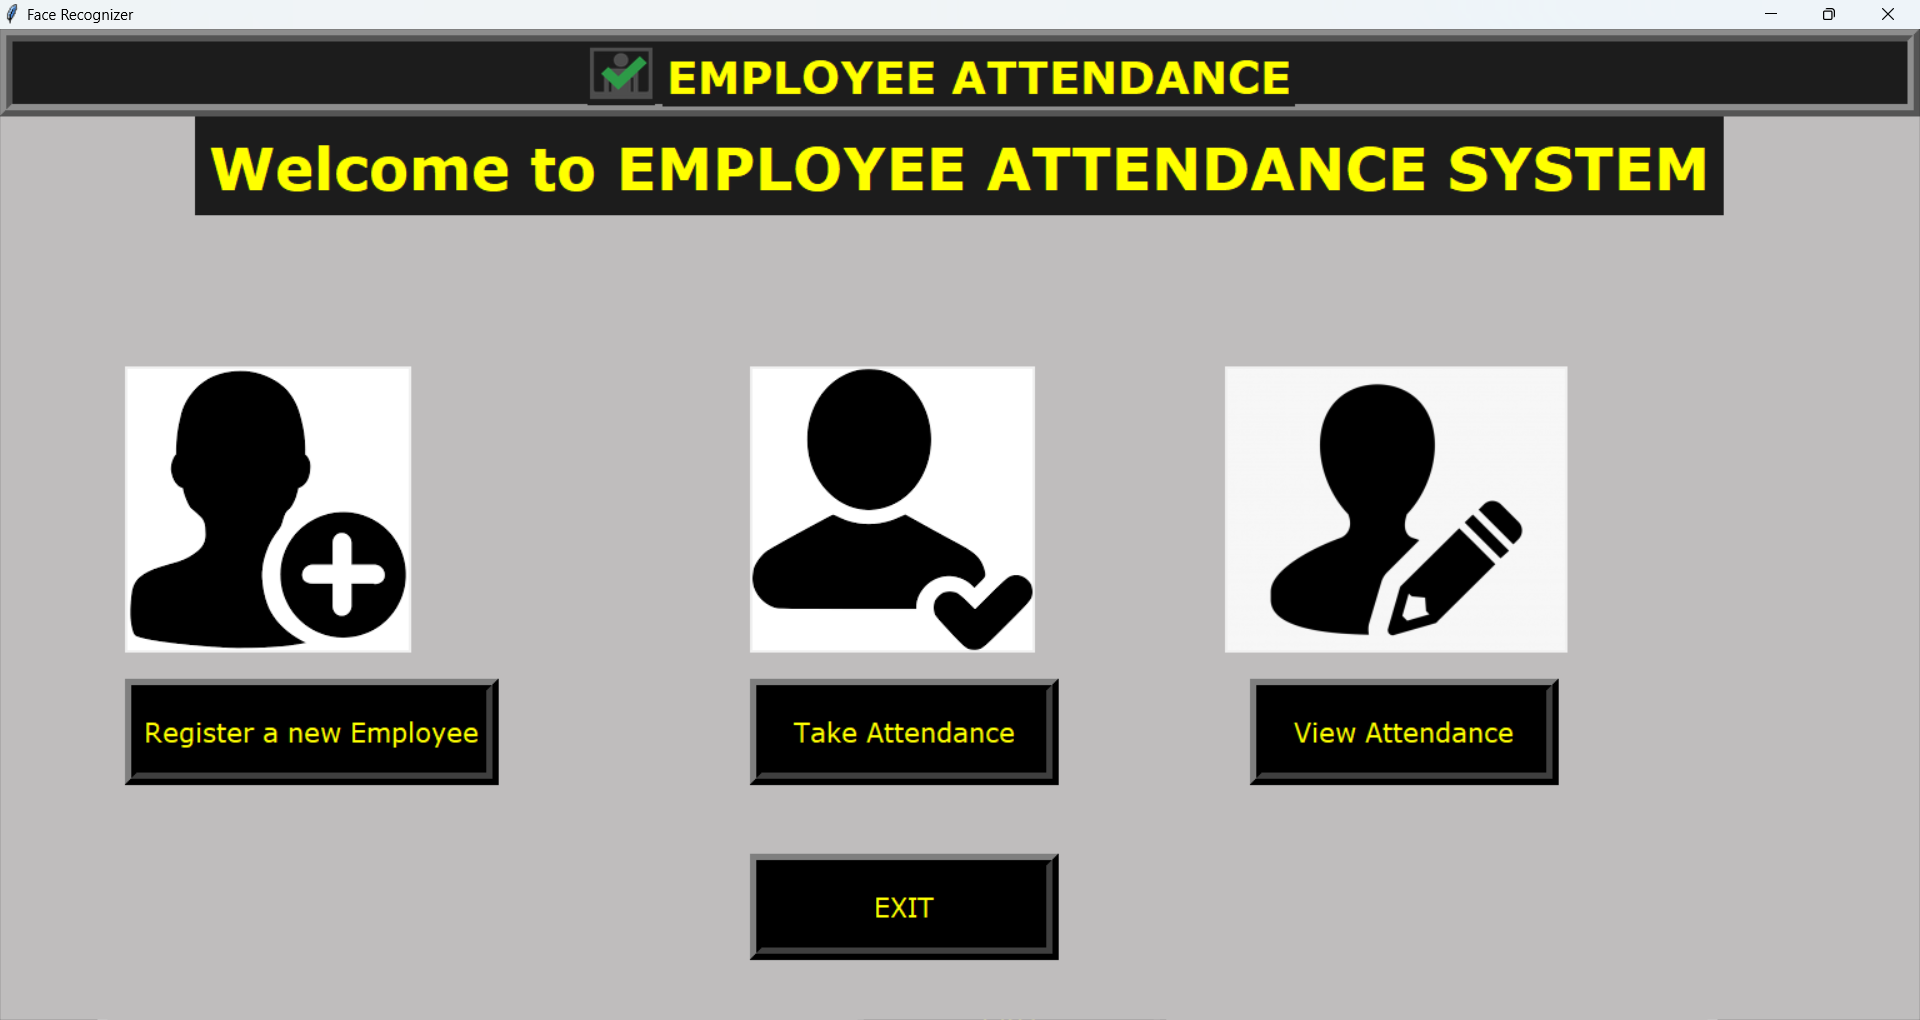 Face Recognizer
EMPLOYEE ATTENDANCE
Welcome to EMPLOYEE ATTENDANCE SYSTEM
Register a new Employee
Take Attendance
View Attendance
EXIT